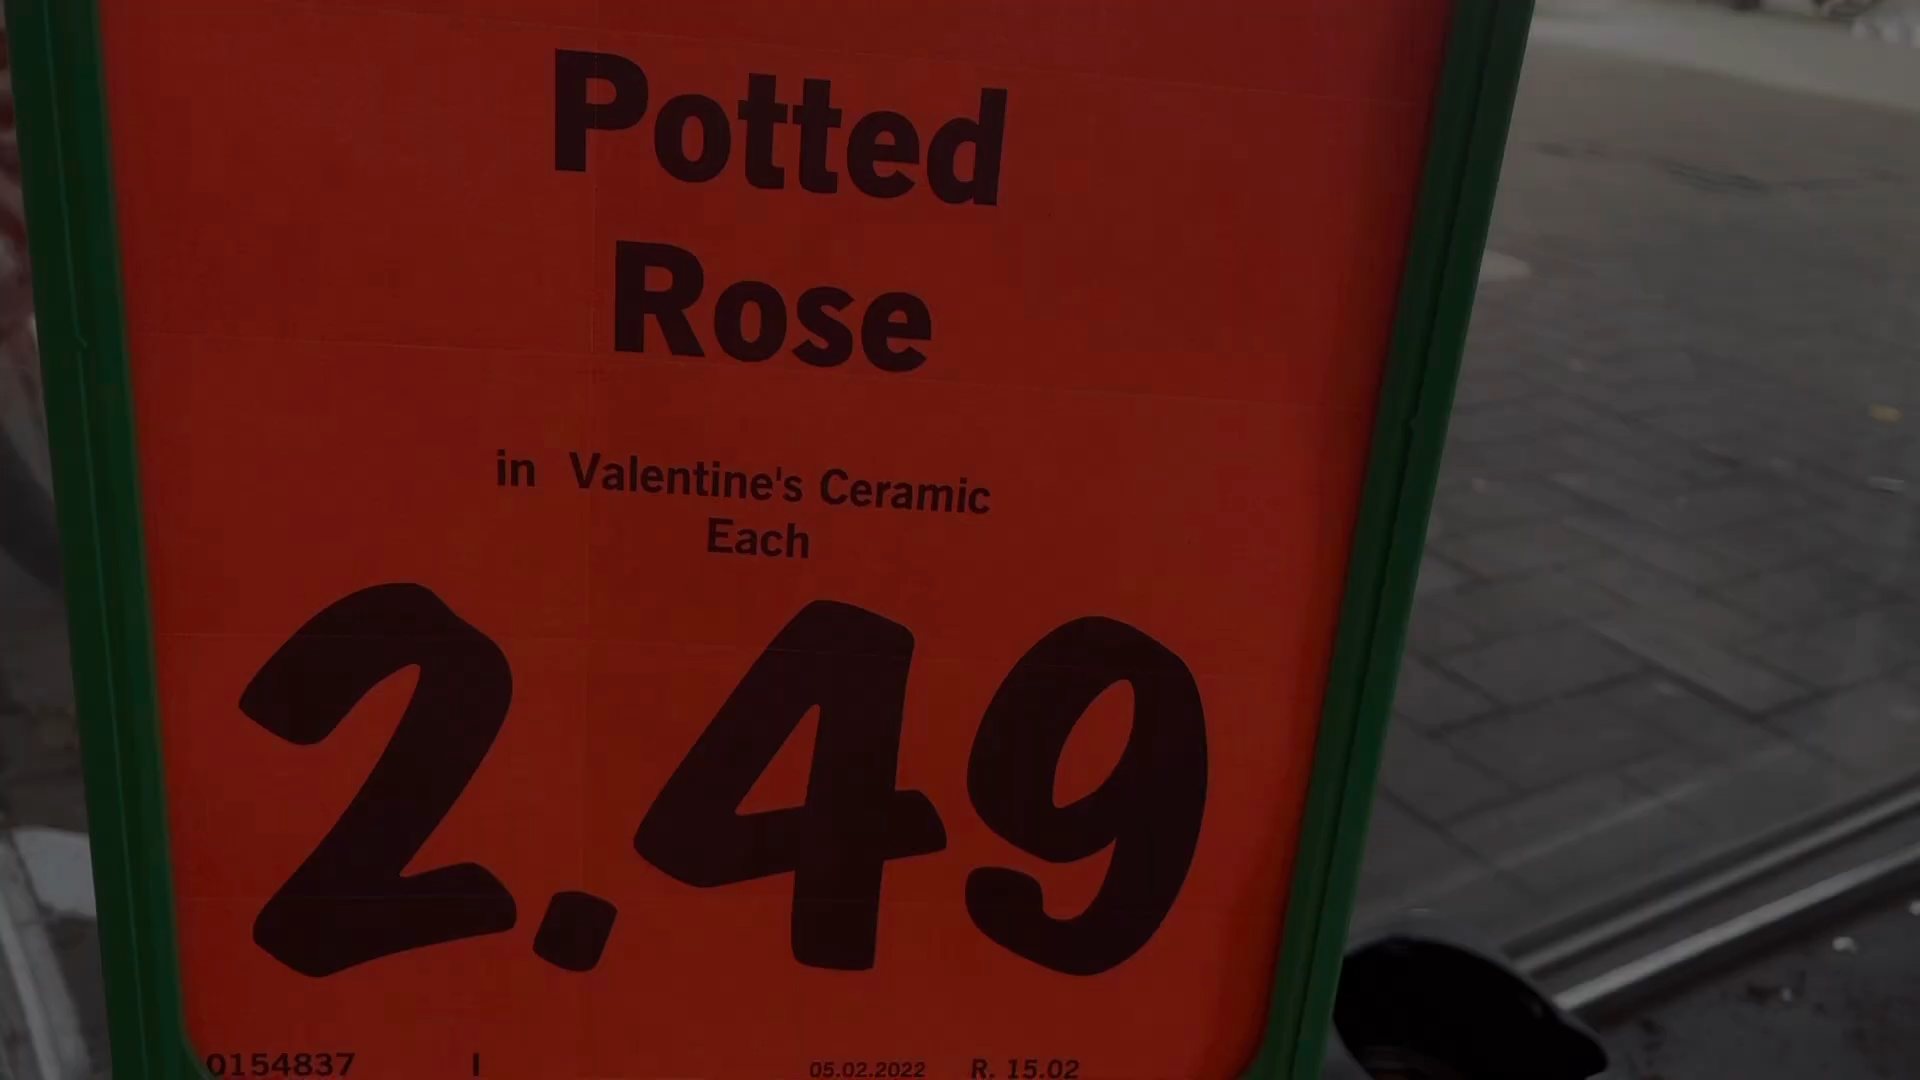 Potted
Rose
in Valentine's Ceramic
Each
2.49
0154837 I 05.02.2022 R. 15.02